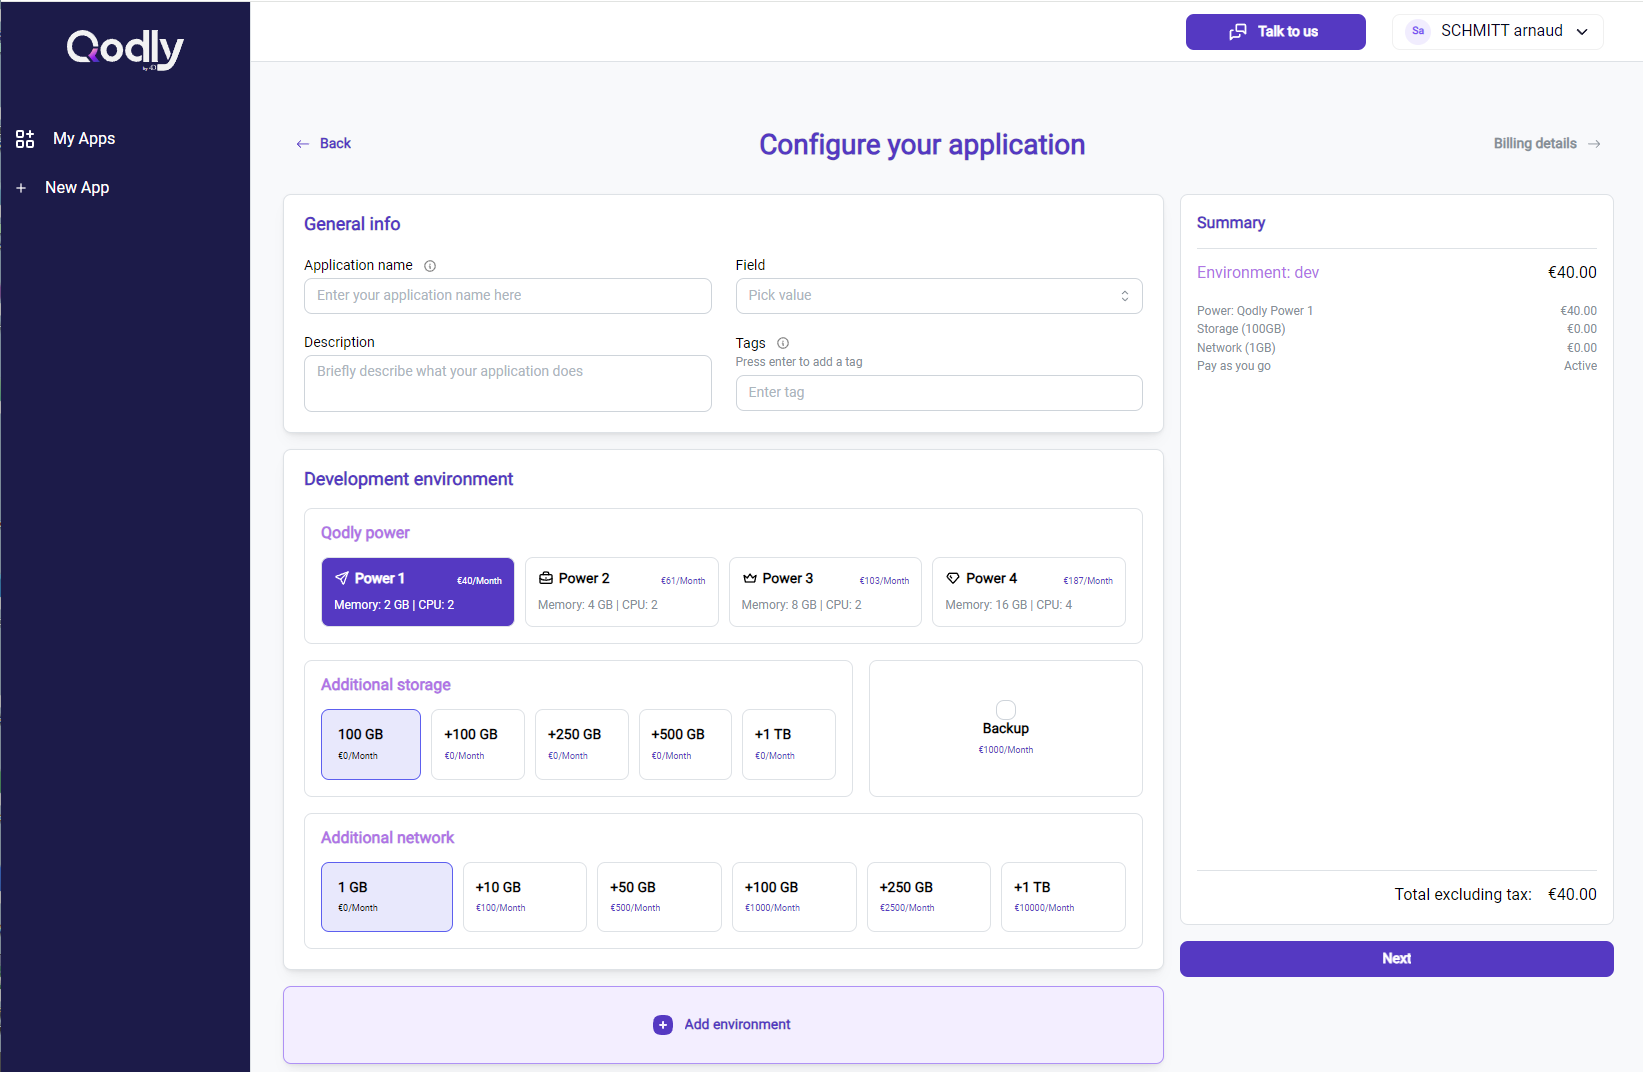 Qodly
by 4D
Talk to us
Sa
SCHMITT arnaud
My Apps
New App
Back
Configure your application
Billing details
General info
Application name
Enter your application name here
Field
Pick value
Description
Briefly describe what your application does
Tags
Press enter to add a tag
Enter tag
Development environment
Qodly power
Power 1 €40/Month
Memory: 2 GB | CPU: 2
Power 2 €61/Month
Memory: 4 GB | CPU: 2
Power 3 €103/Month
Memory: 8 GB | CPU: 2
Power 4 €187/Month
Memory: 16 GB | CPU: 4
Additional storage
100 GB
€0/Month
+100 GB
€0/Month
+250 GB
€0/Month
+500 GB
€0/Month
+1 TB
€0/Month
Backup
€1000/Month
Additional network
1 GB
€0/Month
+10 GB
€100/Month
+50 GB
€500/Month
+100 GB
€1000/Month
+250 GB
€2500/Month
+1 TB
€10000/Month
Add environment
Summary
Environment: dev €40.00
Power: Qodly Power 1 €40.00
Storage (100GB) €0.00
Network (1GB) €0.00
Pay as you go Active
Total excluding tax: €40.00
Next